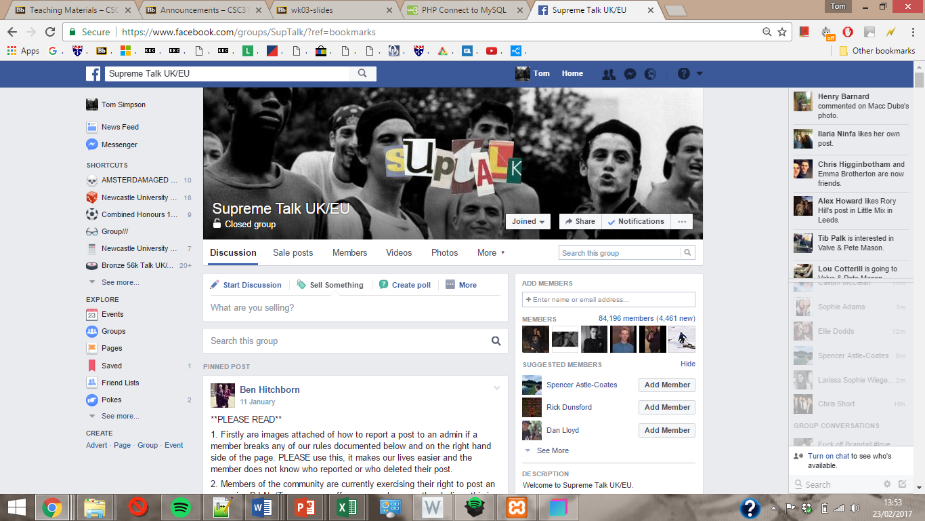 Teaching Materials – CSC
Announcements – CSC31
wk03-slides
PHP Connect to MySQL
Supreme Talk UK/EU
Tom
Secure
https://www.facebook.com/groups/SupTalk/?ref=bookmarks
Apps
Other bookmarks
Supreme Talk UK/EU
Tom
Home
Tom Simpson
News Feed
Messenger
SHORTCUTS
AMSTERDAMAGED ... 10
Newcastle University ... 16
Combined Honours 1... 9
Group///
Newcastle University ... 7
Bronze 56k Talk UK/... 20+
See more...
EXPLORE
Events
Groups
Pages
Saved 1
Friend Lists
Pokes 2
See more...
CREATE
Advert · Page · Group · Event
supTALK
Supreme Talk UK/EU
Closed group
Joined
Share
Notifications
Discussion
Sale posts
Members
Videos
Photos
More
Search this group
Start Discussion
Sell Something
Create poll
More
What are you selling?
Search this group
PINNED POST
Ben Hitchborn
11 January
**PLEASE READ**
1. Firstly are images attached of how to report a post to an admin if a
member breaks any of our rules documented below and on the right hand
side of the page. PLEASE use this, it makes our lives easier and the
member does not know who reported or who deleted their post.
2. Members of the community are currently exercising their right to post an
ADD MEMBERS
+ Enter name or email address...
MEMBERS
84,196 members (4,461 new)
SUGGESTED MEMBERS
Hide
Spencer Astle-Coates
Add Member
Rick Dunsford
Add Member
Dan Lloyd
Add Member
See More
DESCRIPTION
Welcome to Supreme Talk UK/EU.
Henry Barnard
commented on Macc Dubs's
photo.
Ilaria Ninfa likes her own
post.
Chris Higginbotham and
Emma Brotherton are now
friends.
Alex Howard likes Rory
Hill's post in Little Mix in
Leeds.
Tib Palk is interested in
Valve & Pete Mason.
Lou Cotterill is going to
Valve & Pete Mason
Callum McClean
Sophie Adams
Ellie Dodds
Spencer Astle-Coates
Larissa Sophie Wiege...
Chris Short
GROUP CONVERSATIONS
Turn on chat to see who's
available.
Search
13:53
23/02/2017